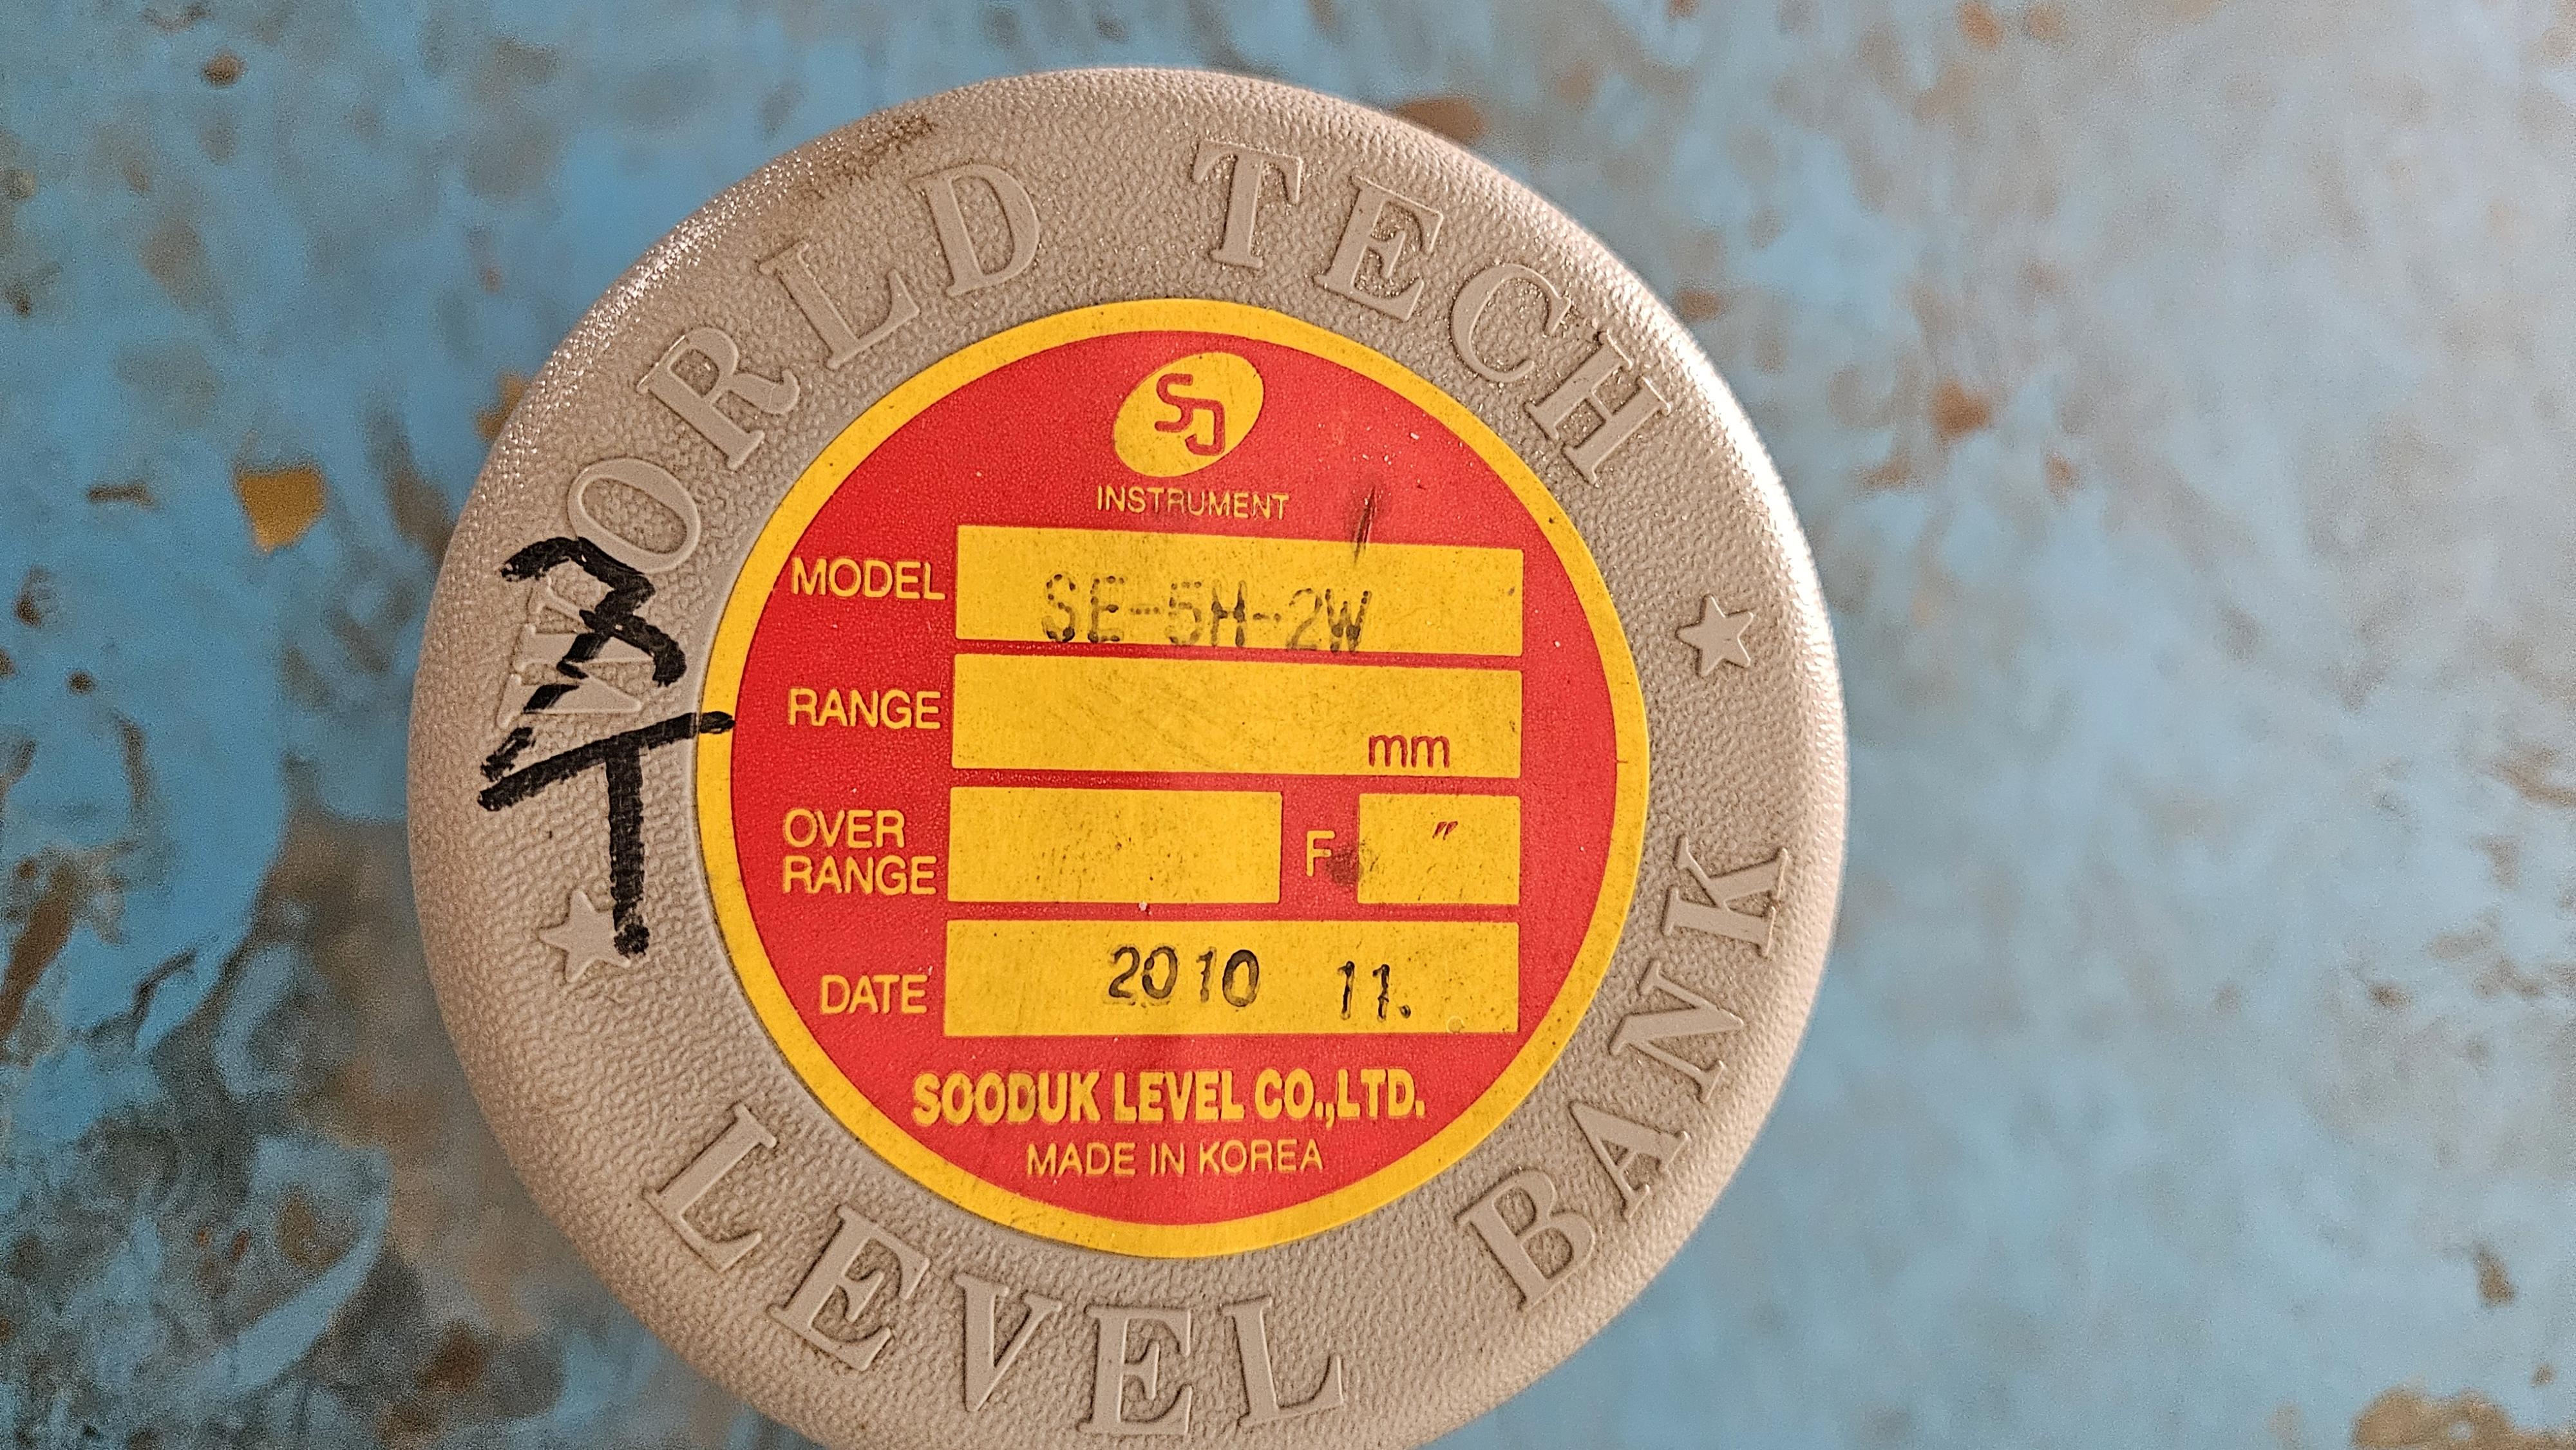 WORLD TECH
SD
INSTRUMENT
MODEL SE-5H-2W
RANGE mm
OVER RANGE F "
DATE 2010 11.
SOODUK LEVEL CO.,LTD.
MADE IN KOREA
LEVEL BANK